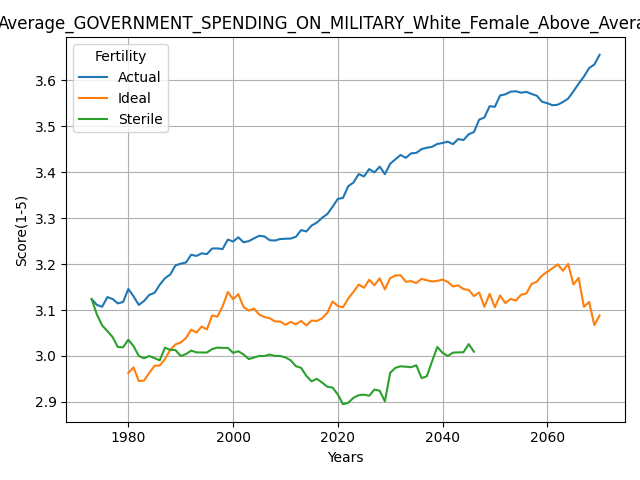 Average_GOVERNMENT_SPENDING_ON_MILITARY_White_Female_Above_Avera
Fertility
Actual
Ideal
Sterile
Score(1-5)
3.6
3.5
3.4
3.3
3.2
3.1
3.0
2.9
1980 2000 2020 2040 2060
Years